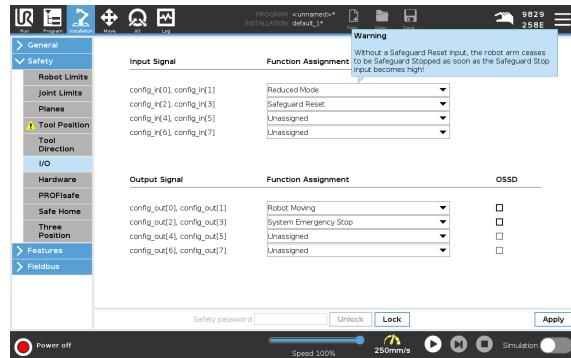 PROGRAM <unnamed>*
INSTALLATION default_1*
9829
258E
Run Program Installation Move I/O Log
Warning
Without a Safeguard Reset input, the robot arm ceases
to be Safeguard Stopped as soon as the Safeguard Stop
input becomes high!
General
Safety
Robot Limits
Joint Limits
Planes
Tool Position
Tool
Direction
I/O
Hardware
PROFIsafe
Safe Home
Three
Position
Features
Fieldbus
Input Signal Function Assignment
config_in[0], config_in[1] Reduced Mode
config_in[2], config_in[3] Safeguard Reset
config_in[4], config_in[5] Unassigned
config_in[6], config_in[7] Unassigned
Output Signal Function Assignment OSSD
config_out[0], config_out[1] Robot Moving
config_out[2], config_out[3] System Emergency Stop
config_out[4], config_out[5] Unassigned
config_out[6], config_out[7] Unassigned
Safety password Unlock Lock Apply
Power off
Speed 100%
250mm/s
Simulation